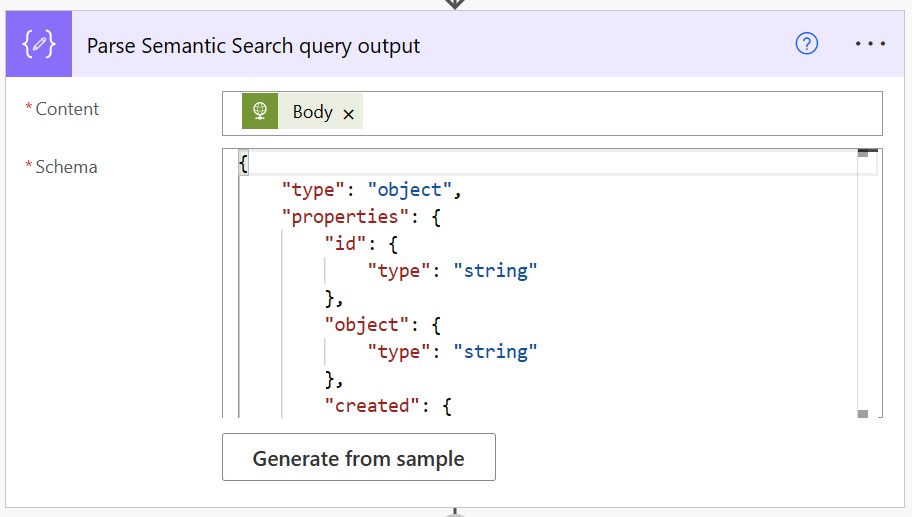 Parse Semantic Search query output
?
...
* Content
Body ×
* Schema
{
    "type": "object",
    "properties": {
        "id": {
            "type": "string"
        },
        "object": {
            "type": "string"
        },
        "created": {
Generate from sample